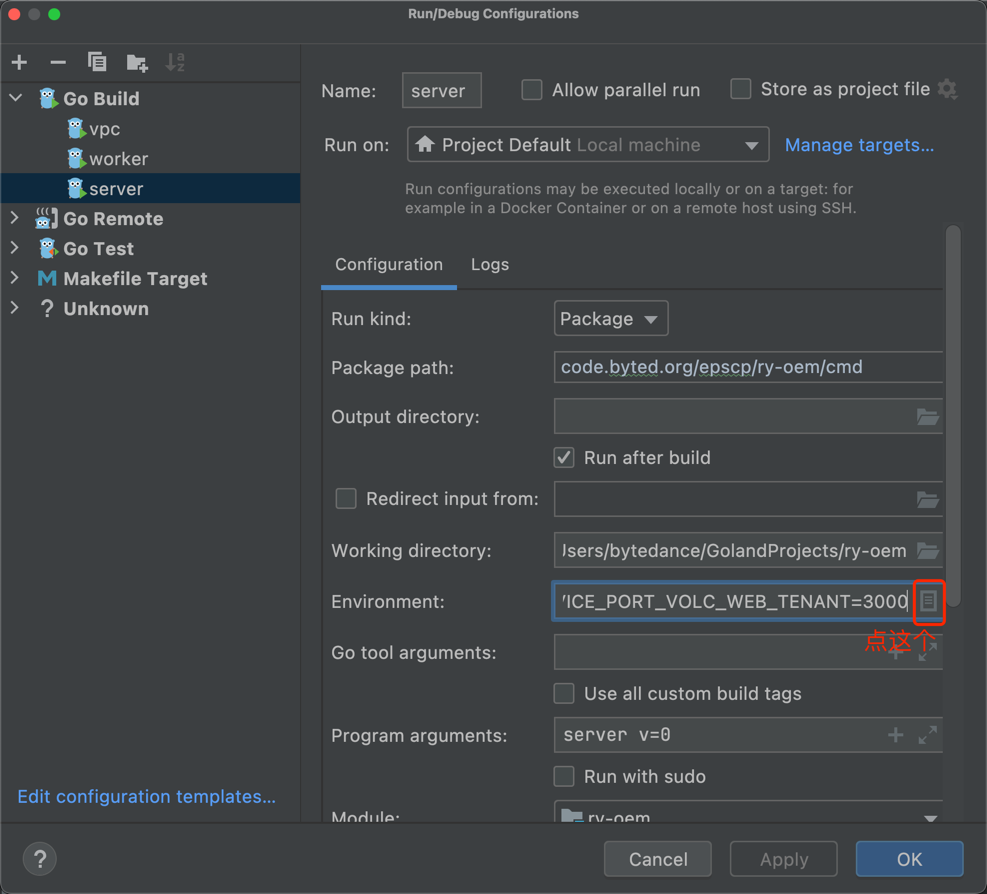 Run/Debug Configurations
Name: server Allow parallel run Store as project file
Go Build
vpc
worker
server
Go Remote
Go Test
Makefile Target
? Unknown
Run on: Project Default Local machine Manage targets...
Run configurations may be executed locally or on a target: for
example in a Docker Container or on a remote host using SSH.
Configuration Logs
Run kind: Package
Package path: code.byted.org/epscp/ry-oem/cmd
Output directory:
Run after build
Redirect input from:
Working directory: Users/bytedance/GolandProjects/ry-oem
Environment: VICE_PORT_VOLC_WEB_TENANT=3000
点这个
Go tool arguments:
Use all custom build tags
Program arguments: server v=0
Run with sudo
Module: ry-oem
Edit configuration templates...
? Cancel Apply OK